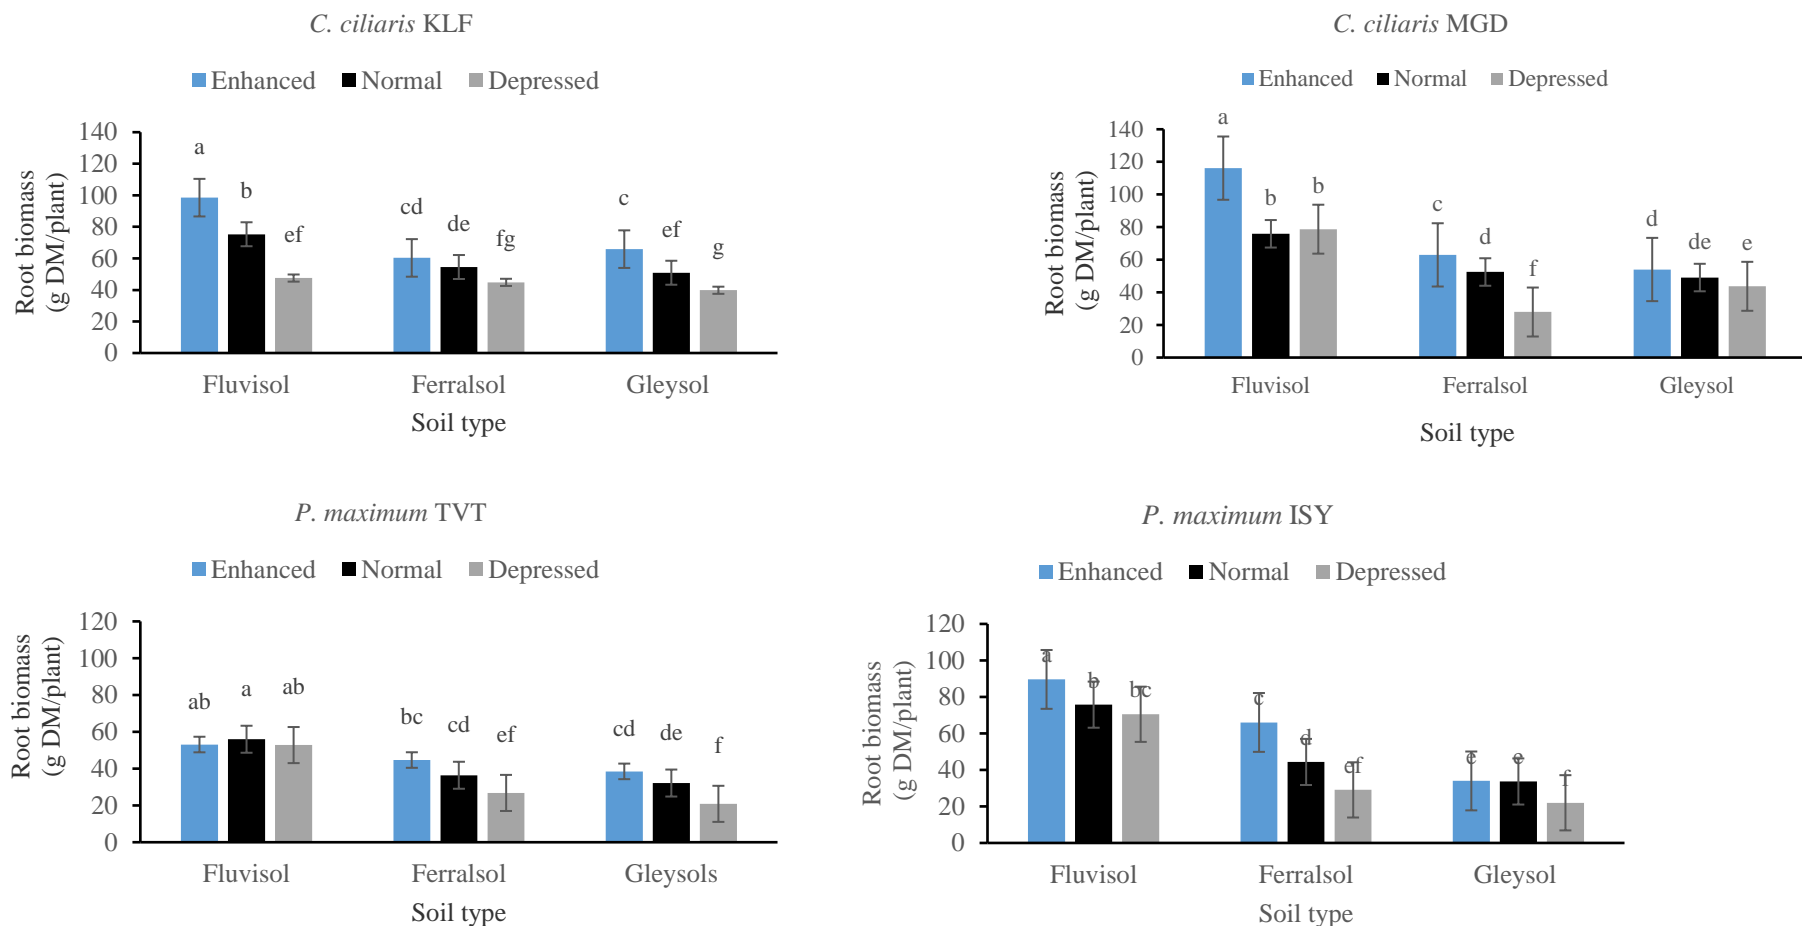 C. ciliaris KLF
Enhanced Normal Depressed
Root biomass
(g DM/plant)
140
120
100
80
60
40
20
0
a
b
ef
cd
de
fg
c
ef
g
Fluvisol Ferralsol Gleysol
Soil type
C. ciliaris MGD
Enhanced Normal Depressed
Root biomass
(g DM/plant)
140
120
100
80
60
40
20
0
a
b
b
c
d
f
d
de
e
Fluvisol Ferralsol Gleysol
Soil type
P. maximum TVT
Enhanced Normal Depressed
Root biomass
(g DM/plant)
120
100
80
60
40
20
0
ab
a
ab
bc
cd
ef
cd
de
f
Fluvisol Ferralsol Gleysols
Soil type
P. maximum ISY
Enhanced Normal Depressed
Root biomass
(g DM/plant)
120
100
80
60
40
20
0
a
b
bc
c
d
ef
e
e
f
Fluvisol Ferralsol Gleysol
Soil type